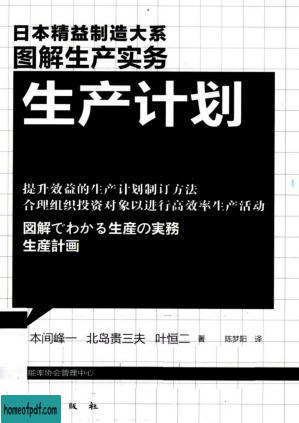 日本精益制造大系
图解生产实务
生产计划
提升效益的生产计划制订方法
合理组织投资对象以进行高效率生产活动
図解でわかる生産の実務
生産計画
本间峰一 北岛贵三夫 叶恒二 著 陈梦阳 译
能率协会管理中心
版社
homeofpdf.com